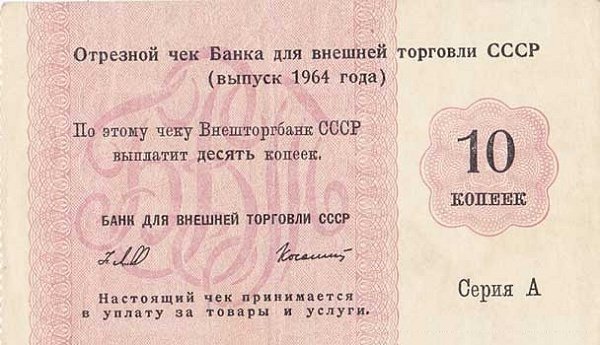 Отрезной чек Банка для внешней торговли СССР
(выпуск 1964 года)
По этому чеку Внешторгбанк СССР
выплатит десять копеек.
10
КОПЕЕК
БАНК ДЛЯ ВНЕШНЕЙ ТОРГОВЛИ СССР
Серия А
Настоящий чек принимается
в уплату за товары и услуги.